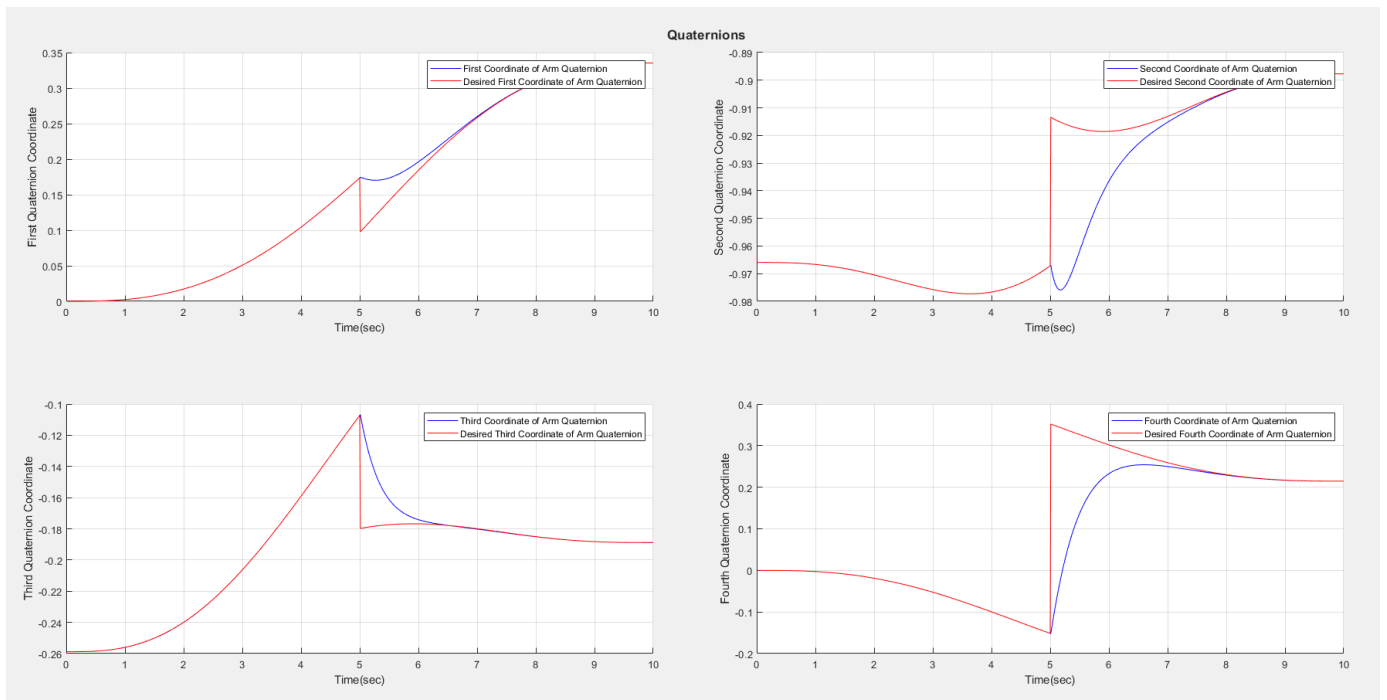 Quaternions
0.35
0.3
0.25
0.2
0.15
0.1
0.05
0
First Quaternion Coordinate
First Coordinate of Arm Quaternion
Desired First Coordinate of Arm Quaternion
0 1 2 3 4 5 6 7 8 9 10
Time(sec)
-0.89
-0.9
-0.91
-0.92
-0.93
-0.94
-0.95
-0.96
-0.97
-0.98
Second Quaternion Coordinate
Second Coordinate of Arm Quaternion
Desired Second Coordinate of Arm Quaternion
0 1 2 3 4 5 6 7 8 9 10
Time(sec)
-0.1
-0.12
-0.14
-0.16
-0.18
-0.2
-0.22
-0.24
-0.26
Third Quaternion Coordinate
Third Coordinate of Arm Quaternion
Desired Third Coordinate of Arm Quaternion
0 1 2 3 4 5 6 7 8 9 10
Time(sec)
0.4
0.3
0.2
0.1
0
-0.1
-0.2
Fourth Quaternion Coordinate
Fourth Coordinate of Arm Quaternion
Desired Fourth Coordinate of Arm Quaternion
0 1 2 3 4 5 6 7 8 9 10
Time(sec)